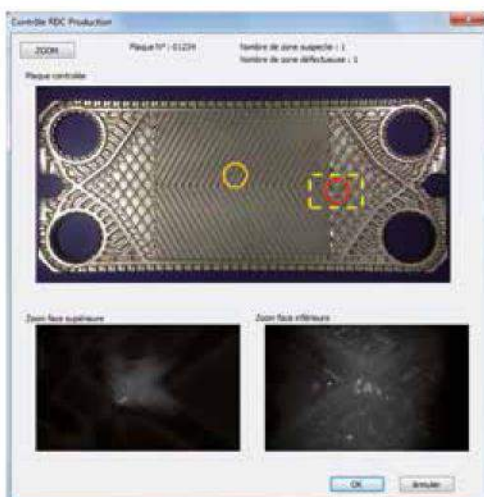 Contrôle RDC Production
ZOOM
Plaque N° : 01234
Nombre de zone suspecte : 1
Nombre de zone défectueuse : 1
Plaque contrôlée
Zoom face supérieure
Zoom face inférieure
OK
Annuler